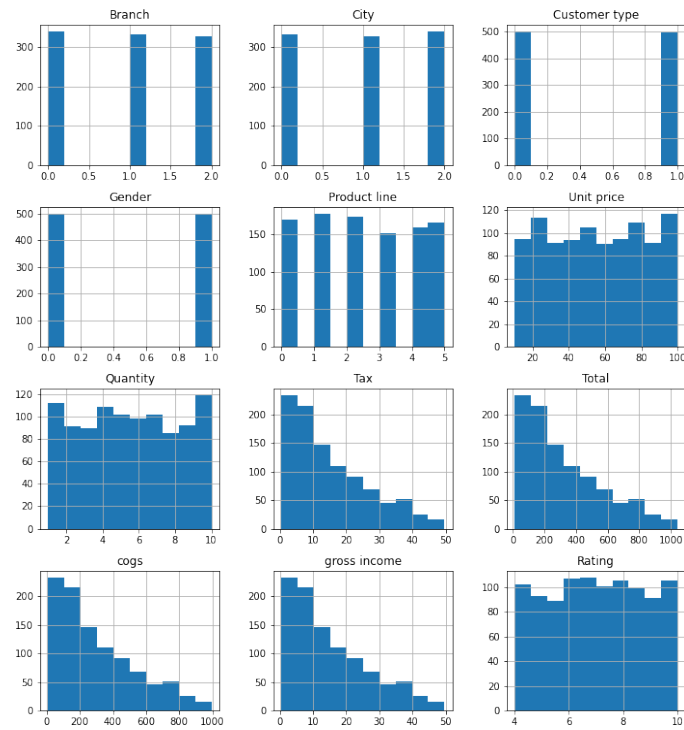 Branch City Customer type
300 300 500
400
200 200 300
100 100 200
100
0 0 0
0.0 0.5 1.0 1.5 2.0 0.0 0.5 1.0 1.5 2.0 0.0 0.2 0.4 0.6 0.8 1.0
Gender Product line Unit price
500 150 120
400 100
300 100 80
200 60
100 50 40
20
0 0 0
0.0 0.2 0.4 0.6 0.8 1.0 0 1 2 3 4 5 20 40 60 80 100
Quantity Tax Total
120 200 200
100
80 150 150
60 100 100
40
20 50 50
0 0 0
2 4 6 8 10 0 10 20 30 40 50 0 200 400 600 800 1000
cogs gross income Rating
200 200 100
150 150 80
60
100 100 40
50 50 20
0 0 0
0 200 400 600 800 1000 0 10 20 30 40 50 4 6 8 10